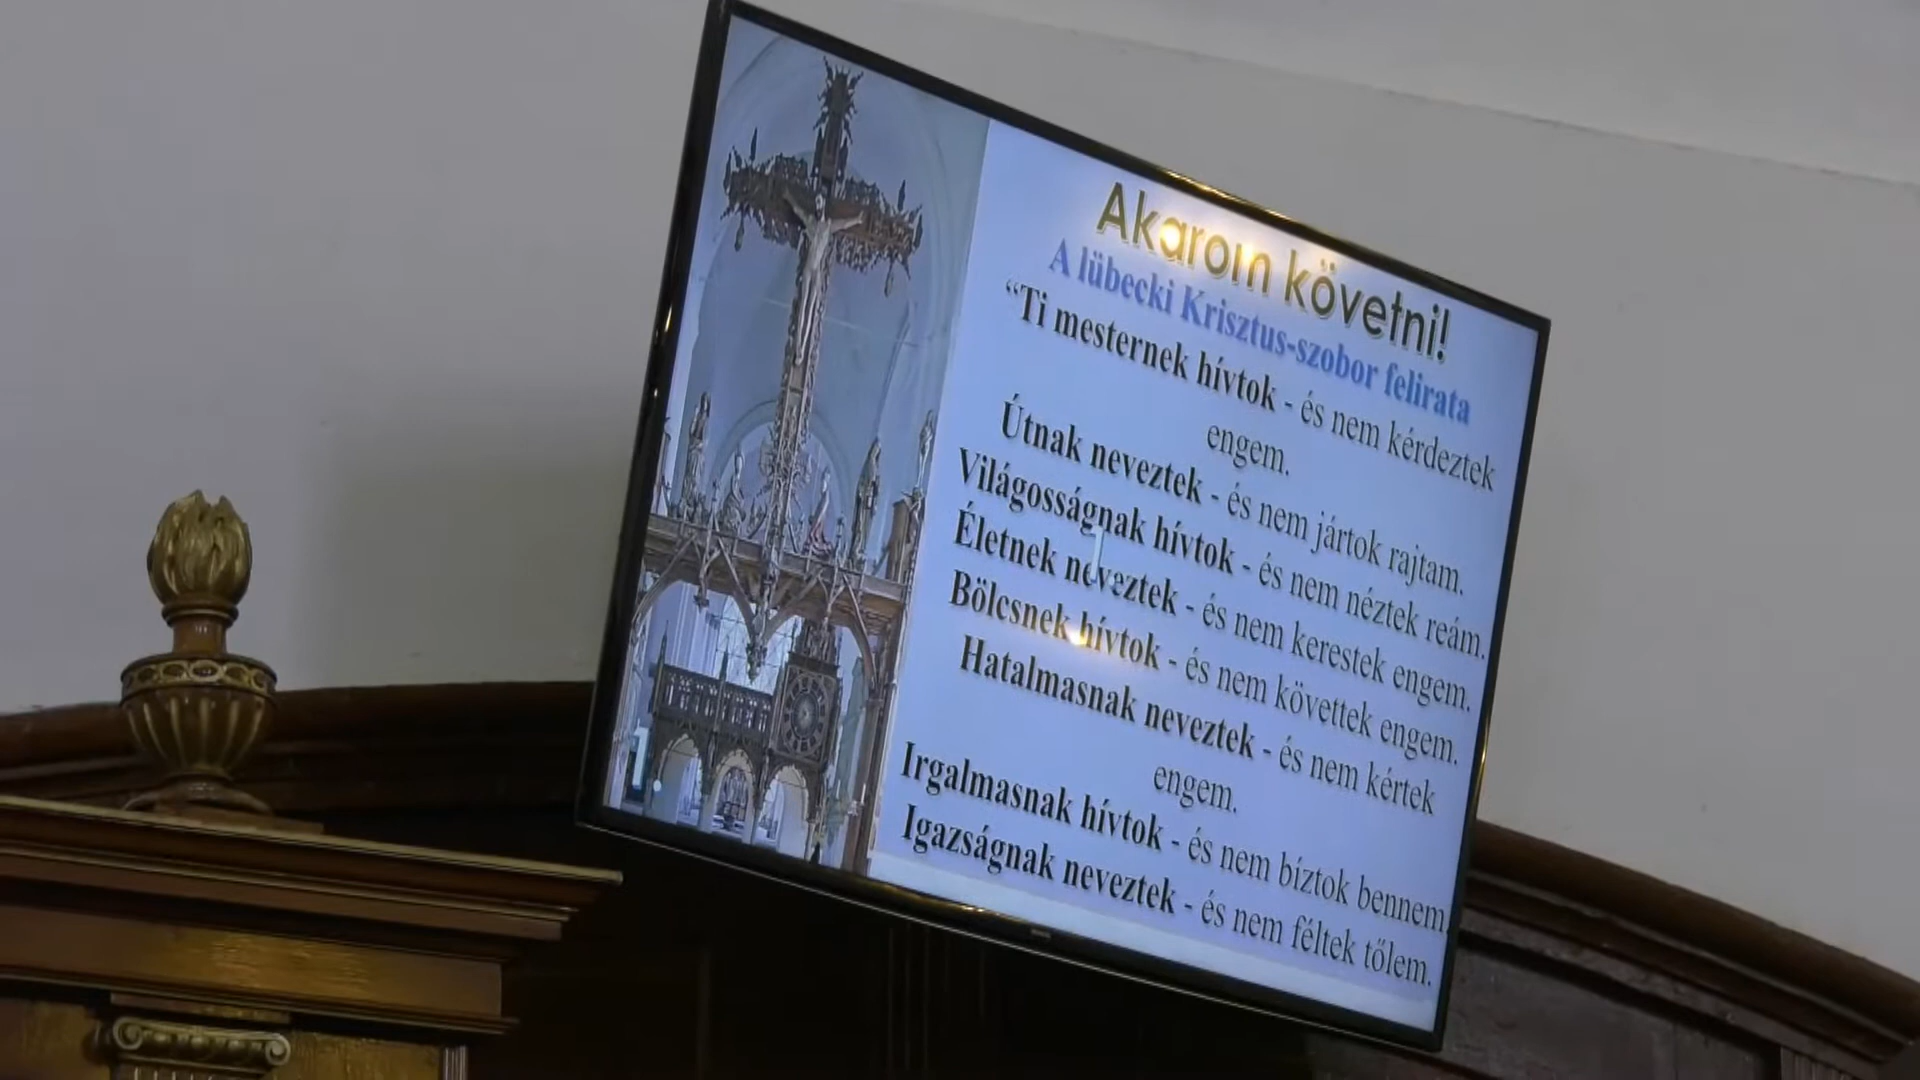 Akarom követni!
A lübecki Krisztus-szobor felirata
“Ti mesternek hívtok - és nem kérdeztek
engem.
Útnak neveztek - és nem jártok rajtam.
Világosságnak hívtok - és nem néztek reám.
Életnek neveztek - és nem kerestek engem.
Bölcsnek hívtok - és nem követtek engem.
Hatalmasnak neveztek - és nem kértek
engem.
Irgalmasnak hívtok - és nem bíztok bennem.
Igazságnak neveztek - és nem féltek tőlem.